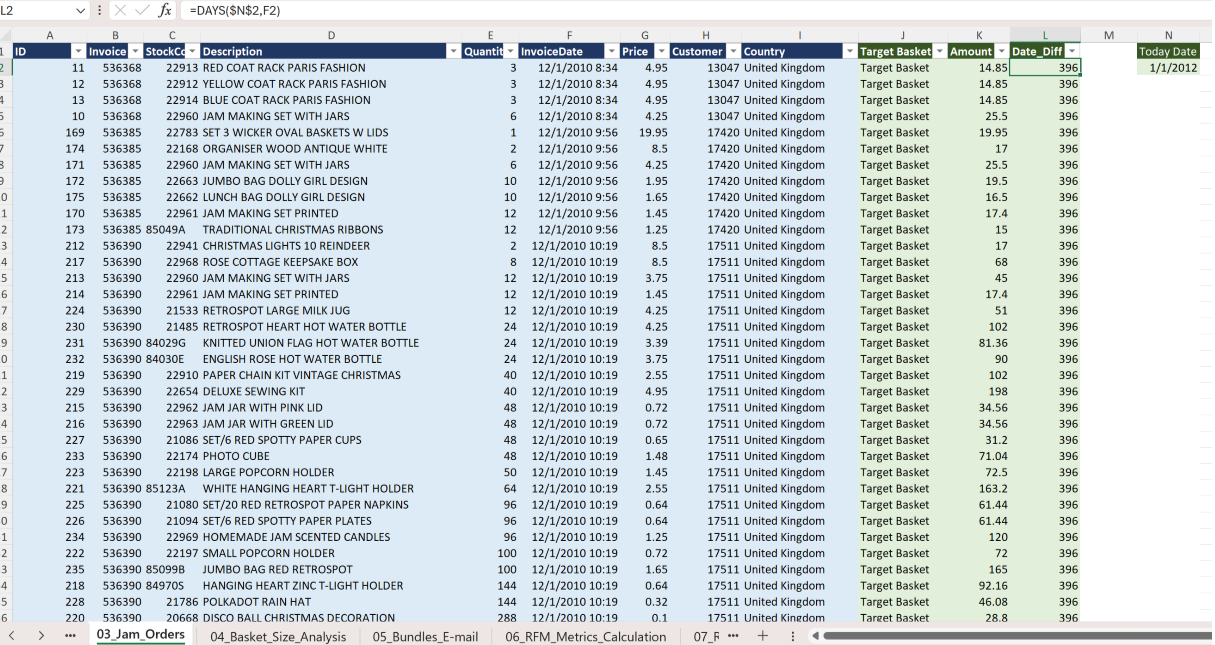 L2 fx =DAYS($N$2,F2)
A B C D E F G H I J K L M N
1 ID Invoice StockCo Description Quantit InvoiceDate Price Customer Country Target Basket Amount Date_Diff Today Date
2 11 536368 22913 RED COAT RACK PARIS FASHION 3 12/1/2010 8:34 4.95 13047 United Kingdom Target Basket 14.85 396 1/1/2012
3 12 536368 22912 YELLOW COAT RACK PARIS FASHION 3 12/1/2010 8:34 4.95 13047 United Kingdom Target Basket 14.85 396
4 13 536368 22914 BLUE COAT RACK PARIS FASHION 3 12/1/2010 8:34 4.95 13047 United Kingdom Target Basket 14.85 396
5 10 536368 22960 JAM MAKING SET WITH JARS 6 12/1/2010 8:34 4.25 13047 United Kingdom Target Basket 25.5 396
6 169 536385 22783 SET 3 WICKER OVAL BASKETS W LIDS 1 12/1/2010 9:56 19.95 17420 United Kingdom Target Basket 19.95 396
7 174 536385 22168 ORGANISER WOOD ANTIQUE WHITE 2 12/1/2010 9:56 8.5 17420 United Kingdom Target Basket 17 396
8 171 536385 22960 JAM MAKING SET WITH JARS 6 12/1/2010 9:56 4.25 17420 United Kingdom Target Basket 25.5 396
9 172 536385 22663 JUMBO BAG DOLLY GIRL DESIGN 10 12/1/2010 9:56 1.95 17420 United Kingdom Target Basket 19.5 396
0 175 536385 22662 LUNCH BAG DOLLY GIRL DESIGN 10 12/1/2010 9:56 1.65 17420 United Kingdom Target Basket 16.5 396
1 170 536385 22961 JAM MAKING SET PRINTED 12 12/1/2010 9:56 1.45 17420 United Kingdom Target Basket 17.4 396
2 173 536385 85049A TRADITIONAL CHRISTMAS RIBBONS 12 12/1/2010 9:56 1.25 17420 United Kingdom Target Basket 15 396
3 212 536390 22941 CHRISTMAS LIGHTS 10 REINDEER 2 12/1/2010 10:19 8.5 17511 United Kingdom Target Basket 17 396
4 217 536390 22968 ROSE COTTAGE KEEPSAKE BOX 8 12/1/2010 10:19 8.5 17511 United Kingdom Target Basket 68 396
5 213 536390 22960 JAM MAKING SET WITH JARS 12 12/1/2010 10:19 3.75 17511 United Kingdom Target Basket 45 396
6 214 536390 22961 JAM MAKING SET PRINTED 12 12/1/2010 10:19 1.45 17511 United Kingdom Target Basket 17.4 396
7 224 536390 21533 RETROSPOT LARGE MILK JUG 12 12/1/2010 10:19 4.25 17511 United Kingdom Target Basket 51 396
8 230 536390 21485 RETROSPOT HEART HOT WATER BOTTLE 24 12/1/2010 10:19 4.25 17511 United Kingdom Target Basket 102 396
9 231 536390 84029G KNITTED UNION FLAG HOT WATER BOTTLE 24 12/1/2010 10:19 3.39 17511 United Kingdom Target Basket 81.36 396
0 232 536390 84030E ENGLISH ROSE HOT WATER BOTTLE 24 12/1/2010 10:19 3.75 17511 United Kingdom Target Basket 90 396
1 219 536390 22910 PAPER CHAIN KIT VINTAGE CHRISTMAS 40 12/1/2010 10:19 2.55 17511 United Kingdom Target Basket 102 396
2 229 536390 22654 DELUXE SEWING KIT 40 12/1/2010 10:19 4.95 17511 United Kingdom Target Basket 198 396
3 215 536390 22962 JAM JAR WITH PINK LID 48 12/1/2010 10:19 0.72 17511 United Kingdom Target Basket 34.56 396
4 216 536390 22963 JAM JAR WITH GREEN LID 48 12/1/2010 10:19 0.72 17511 United Kingdom Target Basket 34.56 396
5 227 536390 21086 SET/6 RED SPOTTY PAPER CUPS 48 12/1/2010 10:19 0.65 17511 United Kingdom Target Basket 31.2 396
6 233 536390 22174 PHOTO CUBE 48 12/1/2010 10:19 1.48 17511 United Kingdom Target Basket 71.04 396
7 223 536390 22198 LARGE POPCORN HOLDER 50 12/1/2010 10:19 1.45 17511 United Kingdom Target Basket 72.5 396
8 221 536390 85123A WHITE HANGING HEART T-LIGHT HOLDER 64 12/1/2010 10:19 2.55 17511 United Kingdom Target Basket 163.2 396
9 225 536390 21080 SET/20 RED RETROSPOT PAPER NAPKINS 96 12/1/2010 10:19 0.64 17511 United Kingdom Target Basket 61.44 396
0 226 536390 21094 SET/6 RED SPOTTY PAPER PLATES 96 12/1/2010 10:19 0.64 17511 United Kingdom Target Basket 61.44 396
1 234 536390 22969 HOMEMADE JAM SCENTED CANDLES 96 12/1/2010 10:19 1.25 17511 United Kingdom Target Basket 120 396
2 222 536390 22197 SMALL POPCORN HOLDER 100 12/1/2010 10:19 0.72 17511 United Kingdom Target Basket 72 396
3 235 536390 85099B JUMBO BAG RED RETROSPOT 100 12/1/2010 10:19 1.65 17511 United Kingdom Target Basket 165 396
4 218 536390 84970S HANGING HEART ZINC T-LIGHT HOLDER 144 12/1/2010 10:19 0.64 17511 United Kingdom Target Basket 92.16 396
5 228 536390 21786 POLKADOT RAIN HAT 144 12/1/2010 10:19 0.32 17511 United Kingdom Target Basket 46.08 396
6 220 536390 20668 DISCO BALL CHRISTMAS DECORATION 288 12/1/2010 10:19 0.1 17511 United Kingdom Target Basket 28.8 396
03_Jam_Orders 04_Basket_Size_Analysis 05_Bundles_E-mail 06_RFM_Metrics_Calculation 07_R